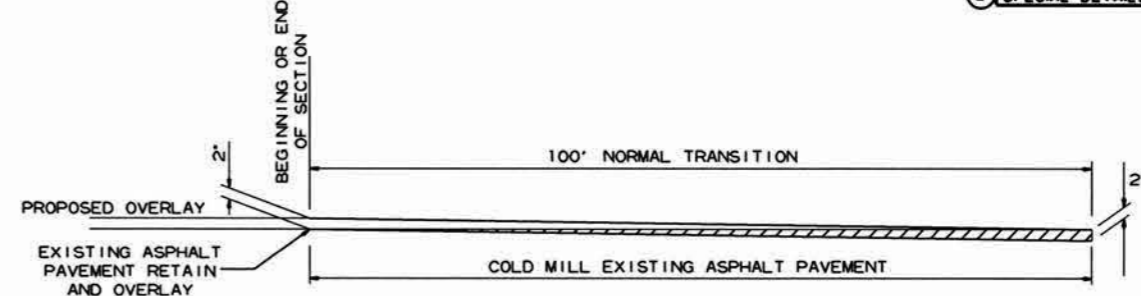 BEGINNING OR END
OF SECTION
2"
100' NORMAL TRANSITION
2
PROPOSED OVERLAY
EXISTING ASPHALT
PAVEMENT RETAIN
AND OVERLAY
COLD MILL EXISTING ASPHALT PAVEMENT